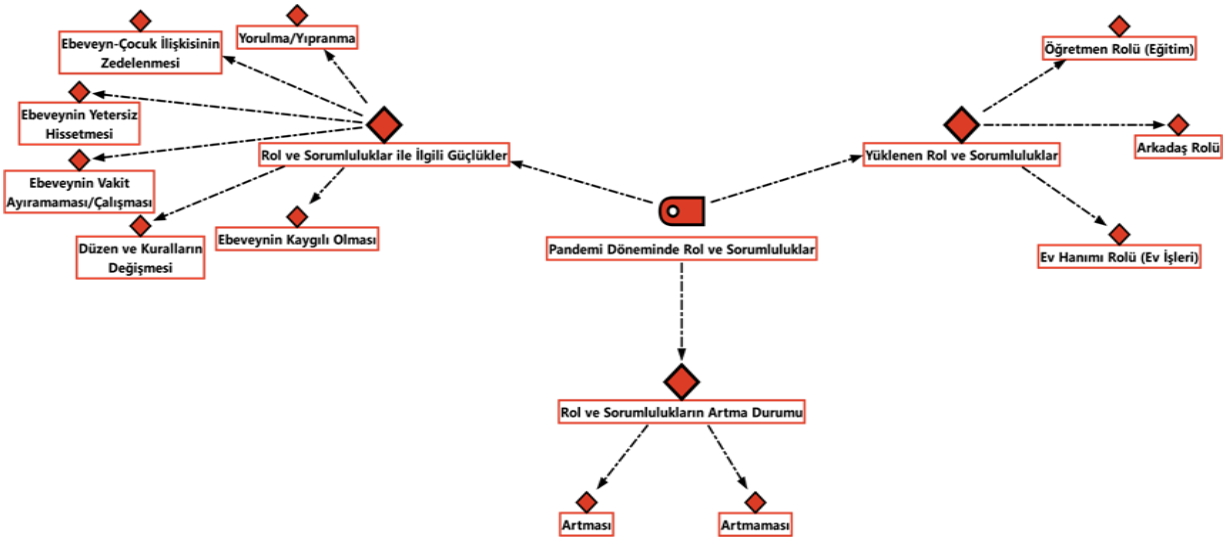 Yorulma/Yıpranma
Ebeveyn-Çocuk İlişkisinin
Zedelenmesi
Ebeveynin Yetersiz
Hissetmesi
Ebeveynin Vakit
Ayıramaması/Çalışması
Düzen ve Kuralların
Değişmesi
Ebeveynin Kaygılı Olması
Rol ve Sorumluluklar ile İlgili Güçlükler
Pandemi Döneminde Rol ve Sorumluluklar
Yüklenen Rol ve Sorumluluklar
Öğretmen Rolü (Eğitim)
Arkadaş Rolü
Ev Hanımı Rolü (Ev İşleri)
Rol ve Sorumlulukların Artma Durumu
Artması
Artmaması